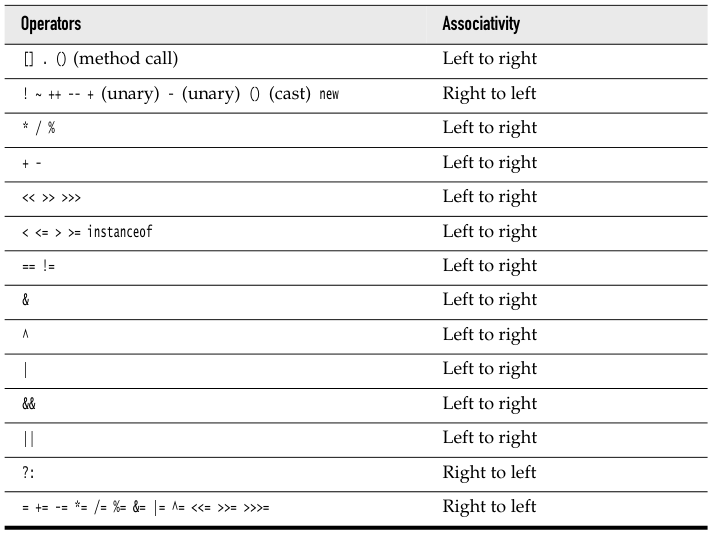 Operators Associativity
[] . () (method call) Left to right
! ~ ++ -- + (unary) - (unary) () (cast) new Right to left
* / % Left to right
+ - Left to right
<< >> >>> Left to right
< <= > >= instanceof Left to right
== != Left to right
& Left to right
^ Left to right
| Left to right
&& Left to right
|| Left to right
?: Right to left
= += -= *= /= %= &= |= ^= <<= >>= >>>= Right to left